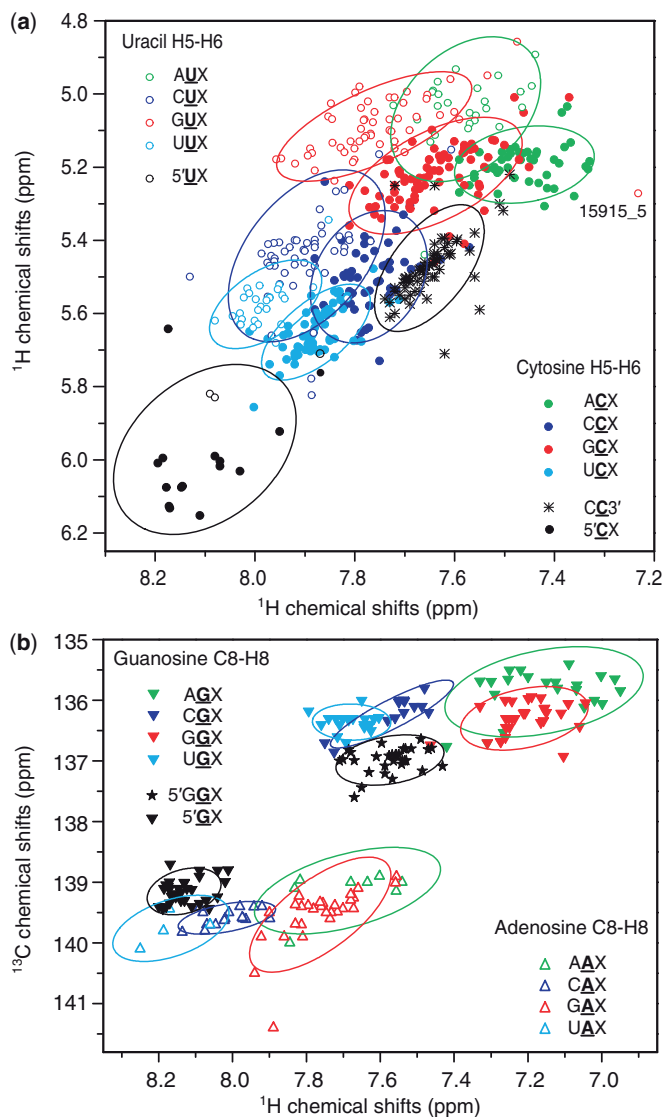 (a)
Uracil H5-H6
AUX
CUX
GUX
UUX
5'UX
15915_5
Cytosine H5-H6
ACX
CCX
GCX
UCX
CC3'
5'CX
4.8
5.0
5.2
5.4
5.6
5.8
6.0
6.2
¹H chemical shifts (ppm)
8.2 8.0 7.8 7.6 7.4 7.2
¹H chemical shifts (ppm)
(b)
Guanosine C8-H8
AGX
CGX
GGX
UGX
5'GGX
5'GX
Adenosine C8-H8
AAX
CAX
GAX
UAX
135
136
137
138
139
140
141
¹³C chemical shifts (ppm)
8.2 8.0 7.8 7.6 7.4 7.2 7.0
¹H chemical shifts (ppm)